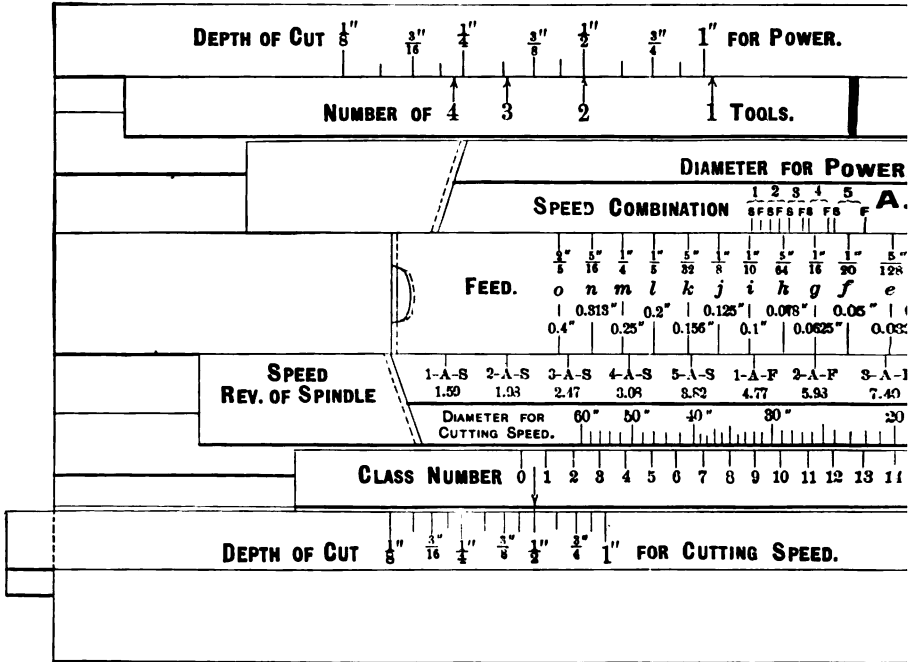 DEPTH OF CUT 1/8" 3/16" 1/4" 3/8" 1/2" 3/4" 1" FOR POWER.
NUMBER OF 4 3 2 1 TOOLS.
DIAMETER FOR POWER
1 2 3 4 5
SPEED COMBINATION S F S F S F S F S F A.
2/5" 5/16" 1/4" 1/5" 5/32" 1/8" 1/10" 5/64" 1/16" 1/20" 5/128"
FEED. o n m l k j i h g f e
0.313" 0.2" 0.125" 0.078" 0.05"
0.4" 0.25" 0.156" 0.1" 0.0625"
SPEED 1-A-S 2-A-S 3-A-S 4-A-S 5-A-S 1-A-F 2-A-F
REV. OF SPINDLE 1.59 1.98 2.47 3.08 3.82 4.77 5.93 7.40
DIAMETER FOR 60" 50" 40" 30" 20
CUTTING SPEED.
CLASS NUMBER 0 1 2 3 4 5 6 7 8 9 10 11 12 13 14
DEPTH OF CUT 1/8" 3/16" 1/4" 3/8" 1/2" 3/4" 1" FOR CUTTING SPEED.